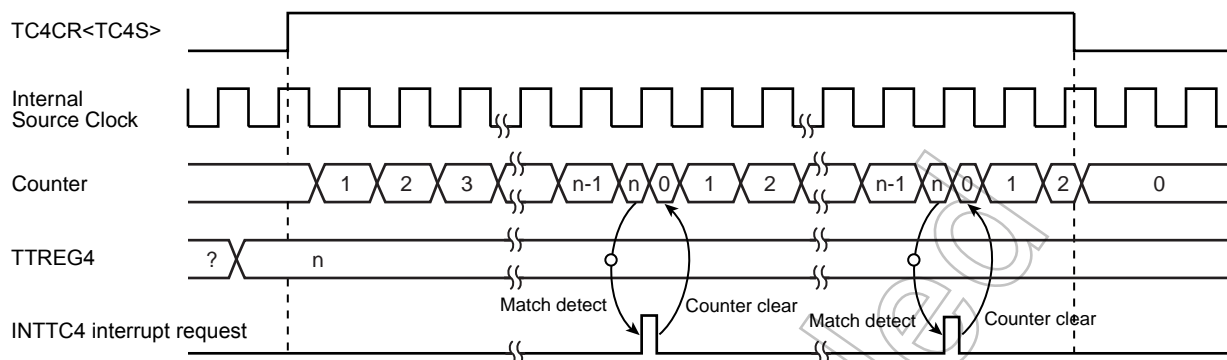 TC4CR<TC4S>
Internal
Source Clock
Counter 1 2 3 n-1 n 0 1 2 n-1 n 0 1 2 0
TTREG4 ? n
Match detect Counter clear Match detect Counter clear
INTTC4 interrupt request